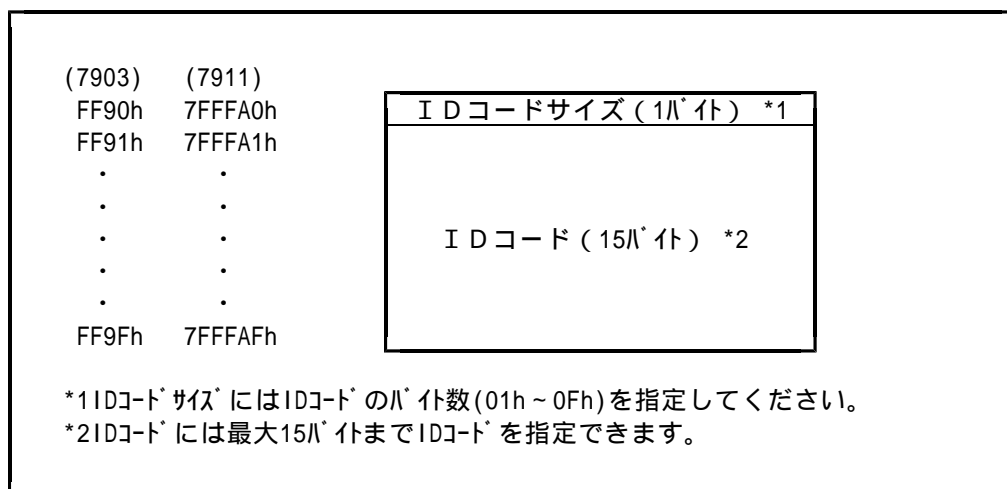 (7903) (7911)
FF90h 7FFFA0h IDコードサイズ(1ﾊﾞｲﾄ) *1
FF91h 7FFFA1h
・ ・
・ ・
・ ・ IDコード(15ﾊﾞｲﾄ) *2
・ ・
・ ・
FF9Fh 7FFFAFh
*1IDｺｰﾄﾞｻｲｽﾞにはIDｺｰﾄﾞのﾊﾞｲﾄ数(01h~0Fh)を指定してください。
*2IDｺｰﾄﾞには最大15ﾊﾞｲﾄまでIDｺｰﾄﾞを指定できます。